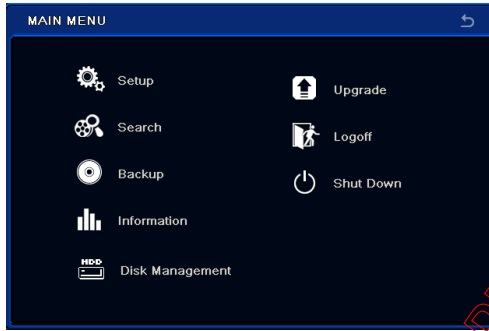 MAIN MENU
Setup
Search
Backup
Information
HDD
Disk Management
Upgrade
Logoff
Shut Down